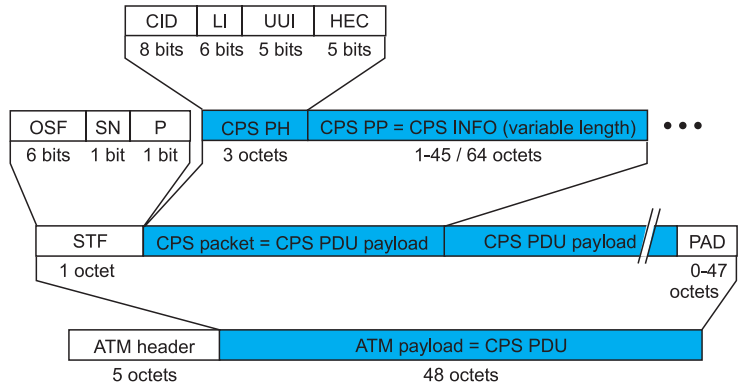 CID LI UUI HEC
8 bits 6 bits 5 bits 5 bits
OSF SN P
6 bits 1 bit 1 bit
CPS PH CPS PP = CPS INFO (variable length)
3 octets 1-45 / 64 octets
STF CPS packet = CPS PDU payload CPS PDU payload PAD
1 octet 0-47
octets
ATM header ATM payload = CPS PDU
5 octets 48 octets